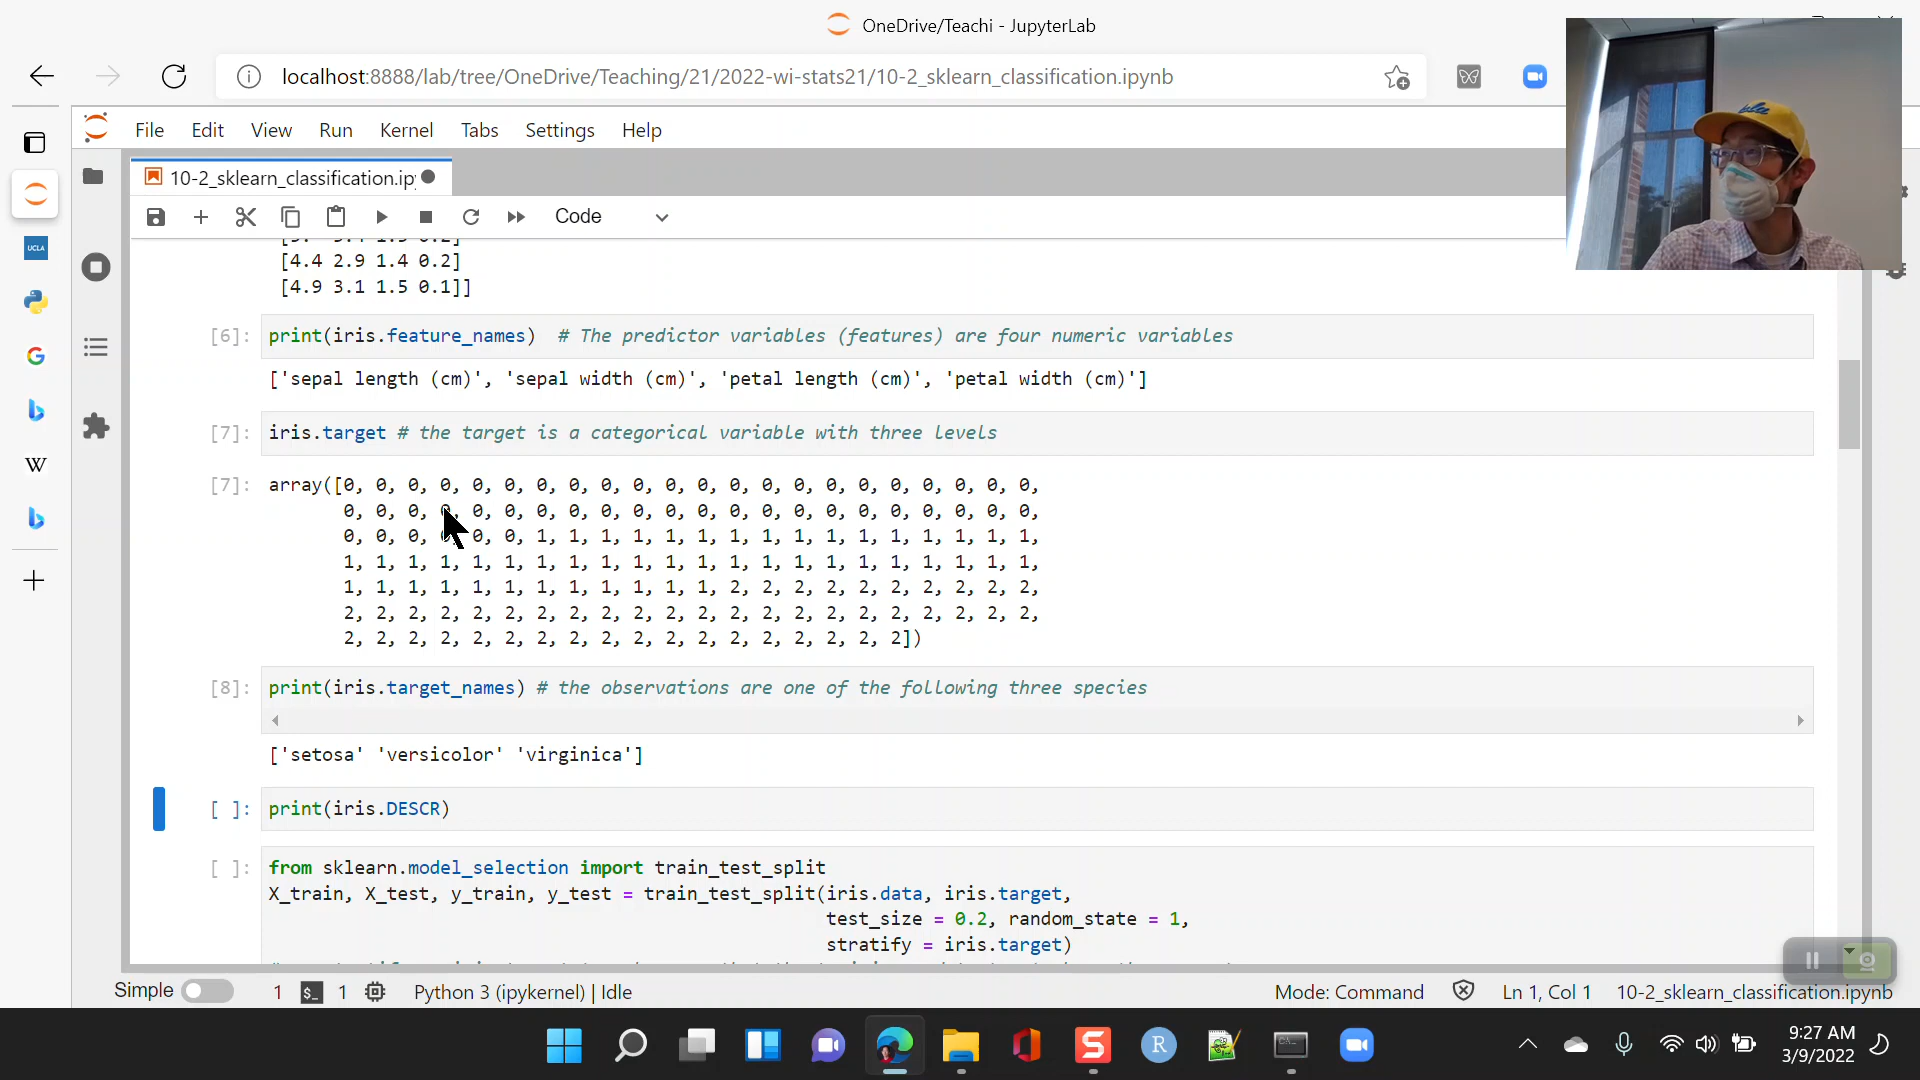 OneDrive/Teachi - JupyterLab
localhost:8888/lab/tree/OneDrive/Teaching/21/2022-wi-stats21/10-2_sklearn_classification.ipynb
File Edit View Run Kernel Tabs Settings Help
10-2_sklearn_classification.ip
Code
UCLA
[4.4 2.9 1.4 0.2]
[4.9 3.1 1.5 0.1]]
[6]: print(iris.feature_names) # The predictor variables (features) are four numeric variables
['sepal length (cm)', 'sepal width (cm)', 'petal length (cm)', 'petal width (cm)']
[7]: iris.target # the target is a categorical variable with three levels
[7]: array([0, 0, 0, 0, 0, 0, 0, 0, 0, 0, 0, 0, 0, 0, 0, 0, 0, 0, 0, 0, 0, 0,
0, 0, 0, 0, 0, 0, 0, 0, 0, 0, 0, 0, 0, 0, 0, 0, 0, 0, 0, 0, 0, 0,
0, 0, 0, 0, 0, 0, 1, 1, 1, 1, 1, 1, 1, 1, 1, 1, 1, 1, 1, 1, 1, 1,
1, 1, 1, 1, 1, 1, 1, 1, 1, 1, 1, 1, 1, 1, 1, 1, 1, 1, 1, 1, 1, 1,
1, 1, 1, 1, 1, 1, 1, 1, 1, 1, 1, 1, 2, 2, 2, 2, 2, 2, 2, 2, 2, 2,
2, 2, 2, 2, 2, 2, 2, 2, 2, 2, 2, 2, 2, 2, 2, 2, 2, 2, 2, 2, 2, 2,
2, 2, 2, 2, 2, 2, 2, 2, 2, 2, 2, 2, 2, 2, 2, 2, 2, 2])
[8]: print(iris.target_names) # the observations are one of the following three species
['setosa' 'versicolor' 'virginica']
[ ]: print(iris.DESCR)
[ ]: from sklearn.model_selection import train_test_split
X_train, X_test, y_train, y_test = train_test_split(iris.data, iris.target,
test_size = 0.2, random_state = 1,
stratify = iris.target)
Simple 1 $_ 1 Python 3 (ipykernel) | Idle Mode: Command Ln 1, Col 1 10-2_sklearn_classification.ipynb
9:27 AM
3/9/2022